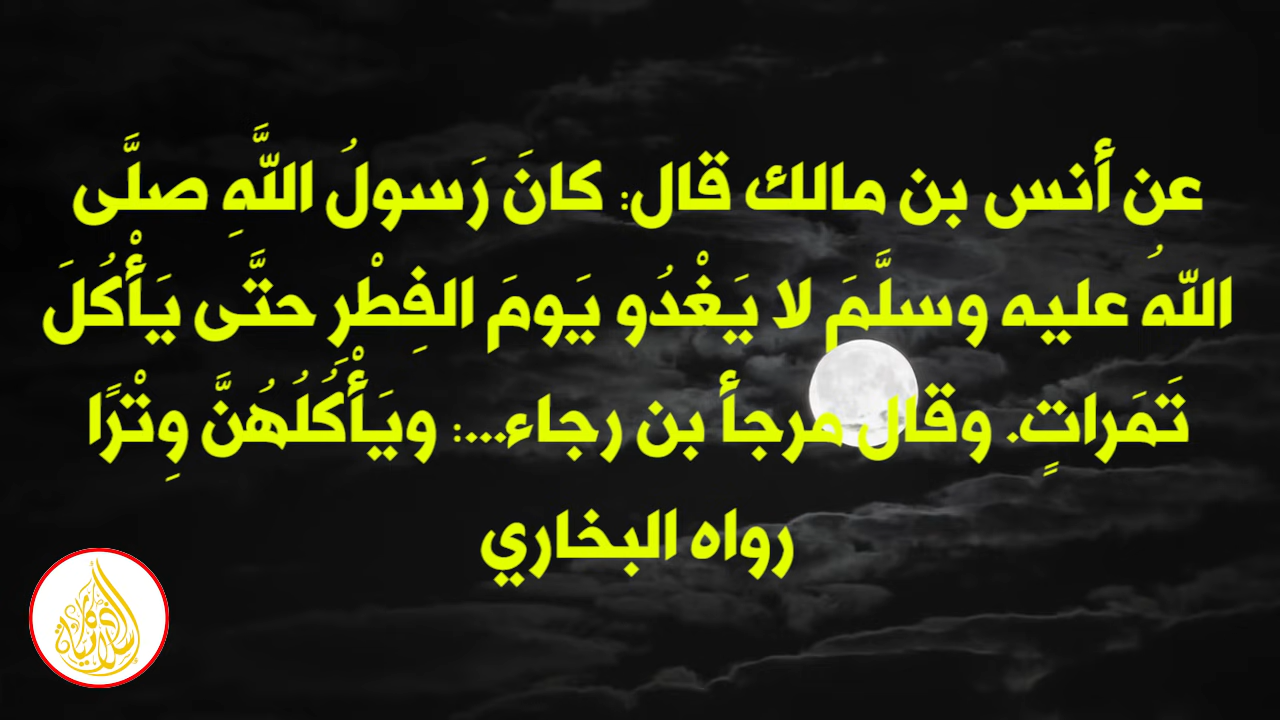 عن أنس بن مالك قال: كانَ رَسولُ اللَّهِ صلَّى
اللهُ عليه وسلَّمَ لا يَغْدُو يَومَ الفِطْرِ حتَّى يَأْكُلَ
تَمَراتٍ. وقال مرجأ بن رجاء...: ويَأْكُلُهُنَّ وِتْرًا
رواه البخاري